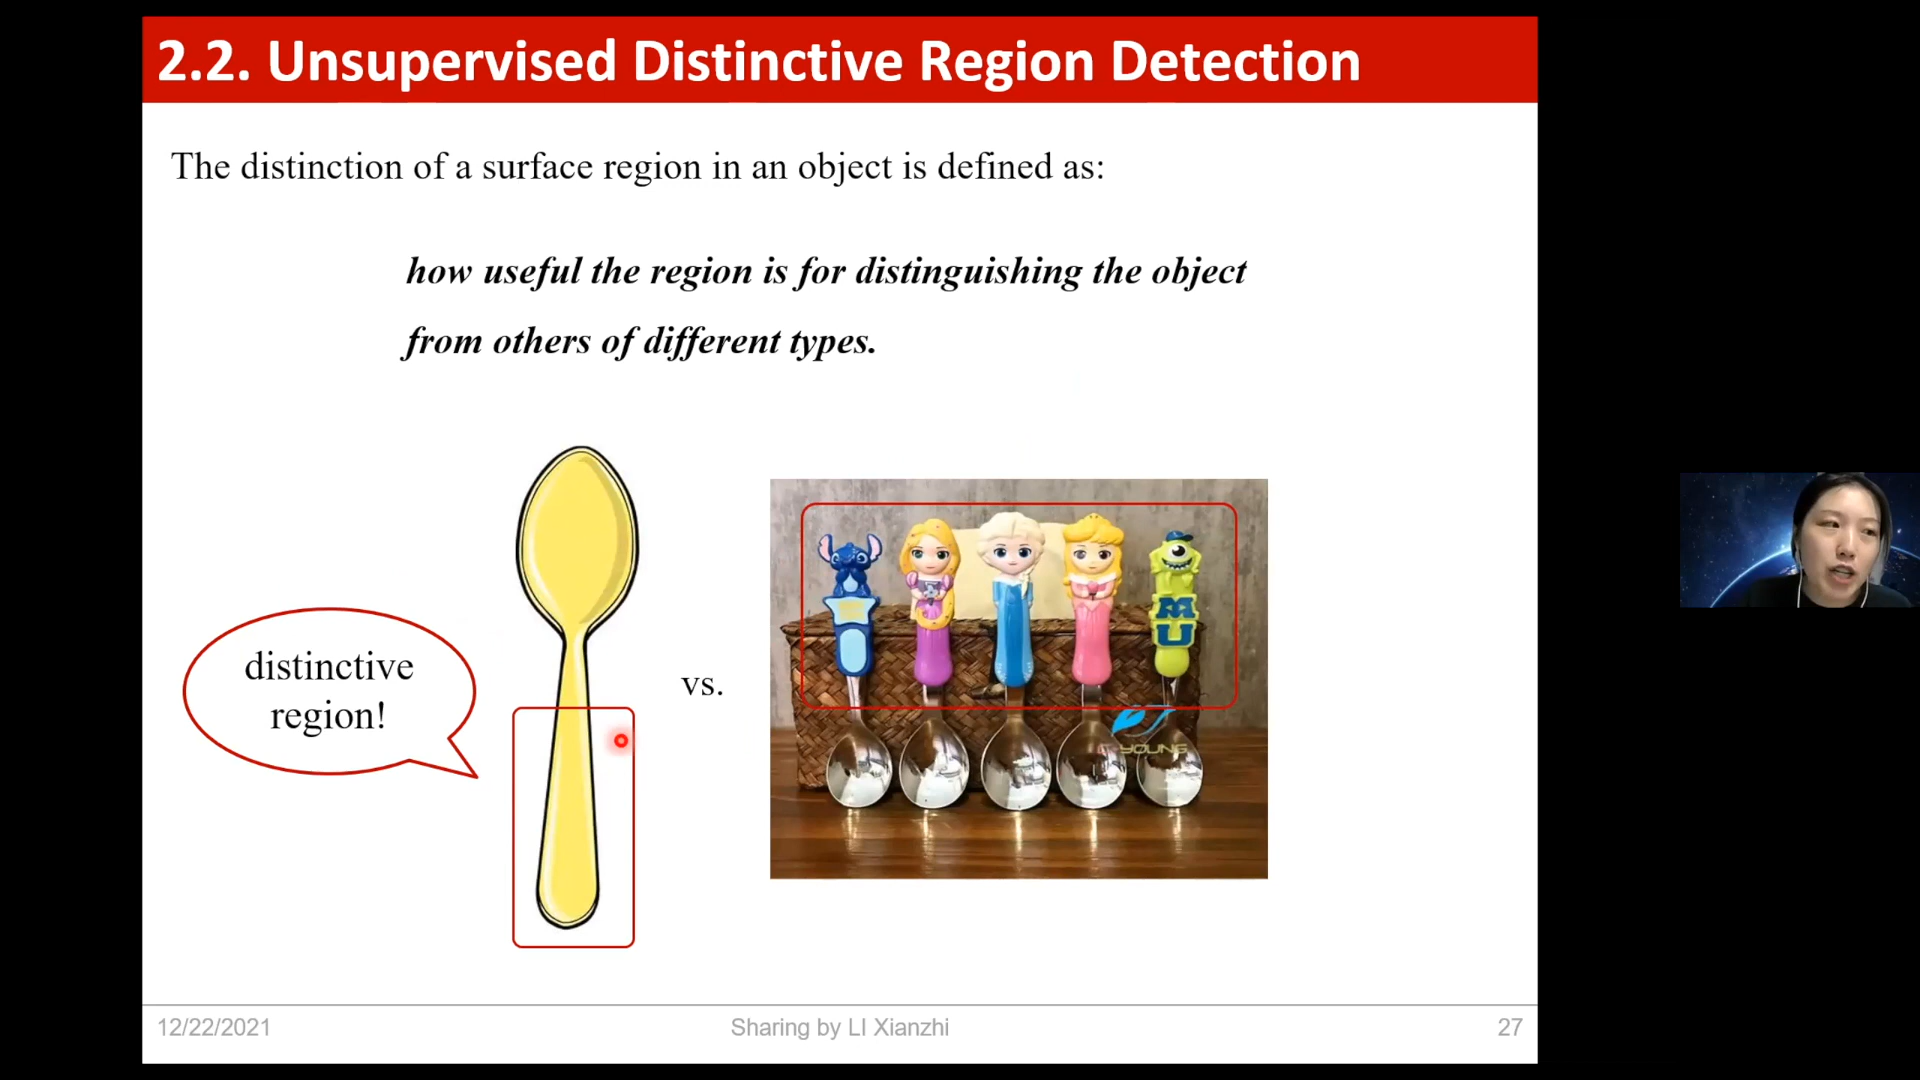 2.2. Unsupervised Distinctive Region Detection
The distinction of a surface region in an object is defined as:
how useful the region is for distinguishing the object
from others of different types.
distinctive
region!
vs.
M
U
YOUNG
12/22/2021
Sharing by LI Xianzhi
27